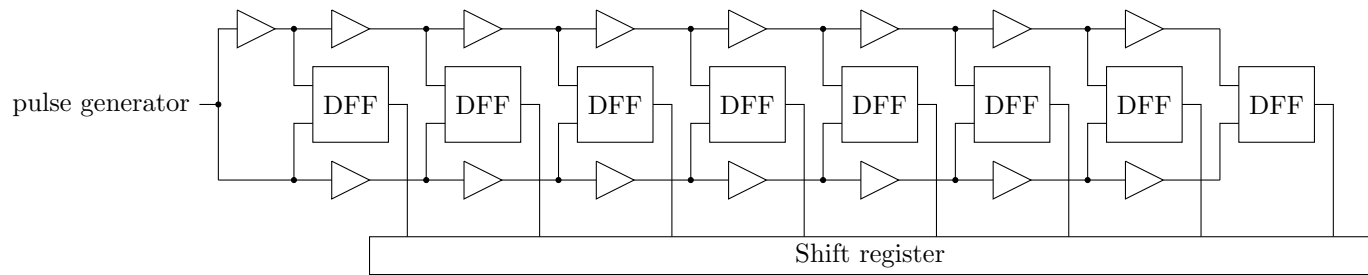 pulse generator
DFF DFF DFF DFF DFF DFF DFF DFF
Shift register